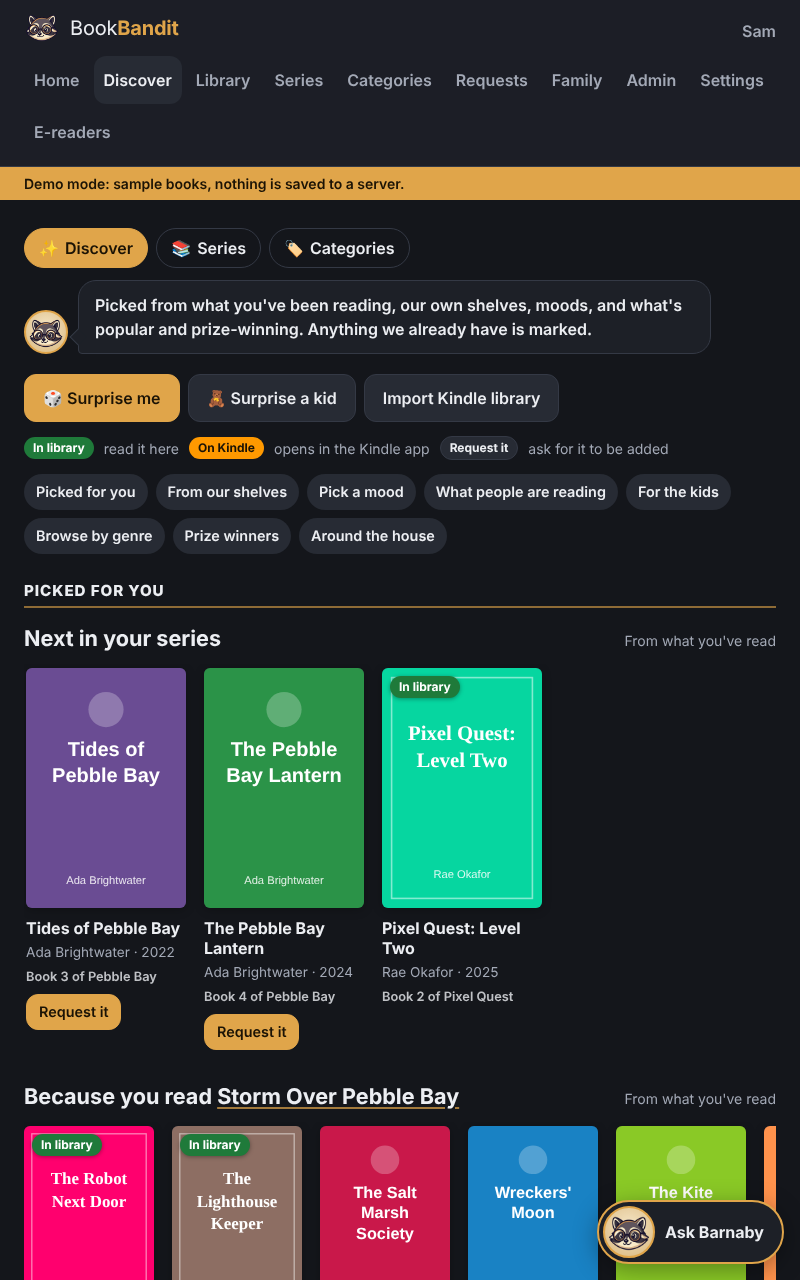 BookBandit
Sam
Home Discover Library Series Categories Requests Family Admin Settings
E-readers
Demo mode: sample books, nothing is saved to a server.
✨ Discover 📚 Series 🏷️ Categories
Picked from what you've been reading, our own shelves, moods, and what's
popular and prize-winning. Anything we already have is marked.
🎲 Surprise me 🧸 Surprise a kid Import Kindle library
In library read it here On Kindle opens in the Kindle app Request it ask for it to be added
Picked for you From our shelves Pick a mood What people are reading For the kids
Browse by genre Prize winners Around the house
PICKED FOR YOU
Next in your series From what you've read
Tides of
Pebble Bay
Ada Brightwater
Tides of Pebble Bay
Ada Brightwater · 2022
Book 3 of Pebble Bay
Request it
The Pebble
Bay Lantern
Ada Brightwater
The Pebble Bay
Lantern
Ada Brightwater · 2024
Book 4 of Pebble Bay
Request it
In library
Pixel Quest:
Level Two
Rae Okafor
Pixel Quest: Level
Two
Rae Okafor · 2025
Book 2 of Pixel Quest
Because you read Storm Over Pebble Bay From what you've read
In library
The Robot
Next Door
In library
The
Lighthouse
Keeper
The Salt
Marsh
Society
Wreckers'
Moon
The Kite
Ask Barnaby